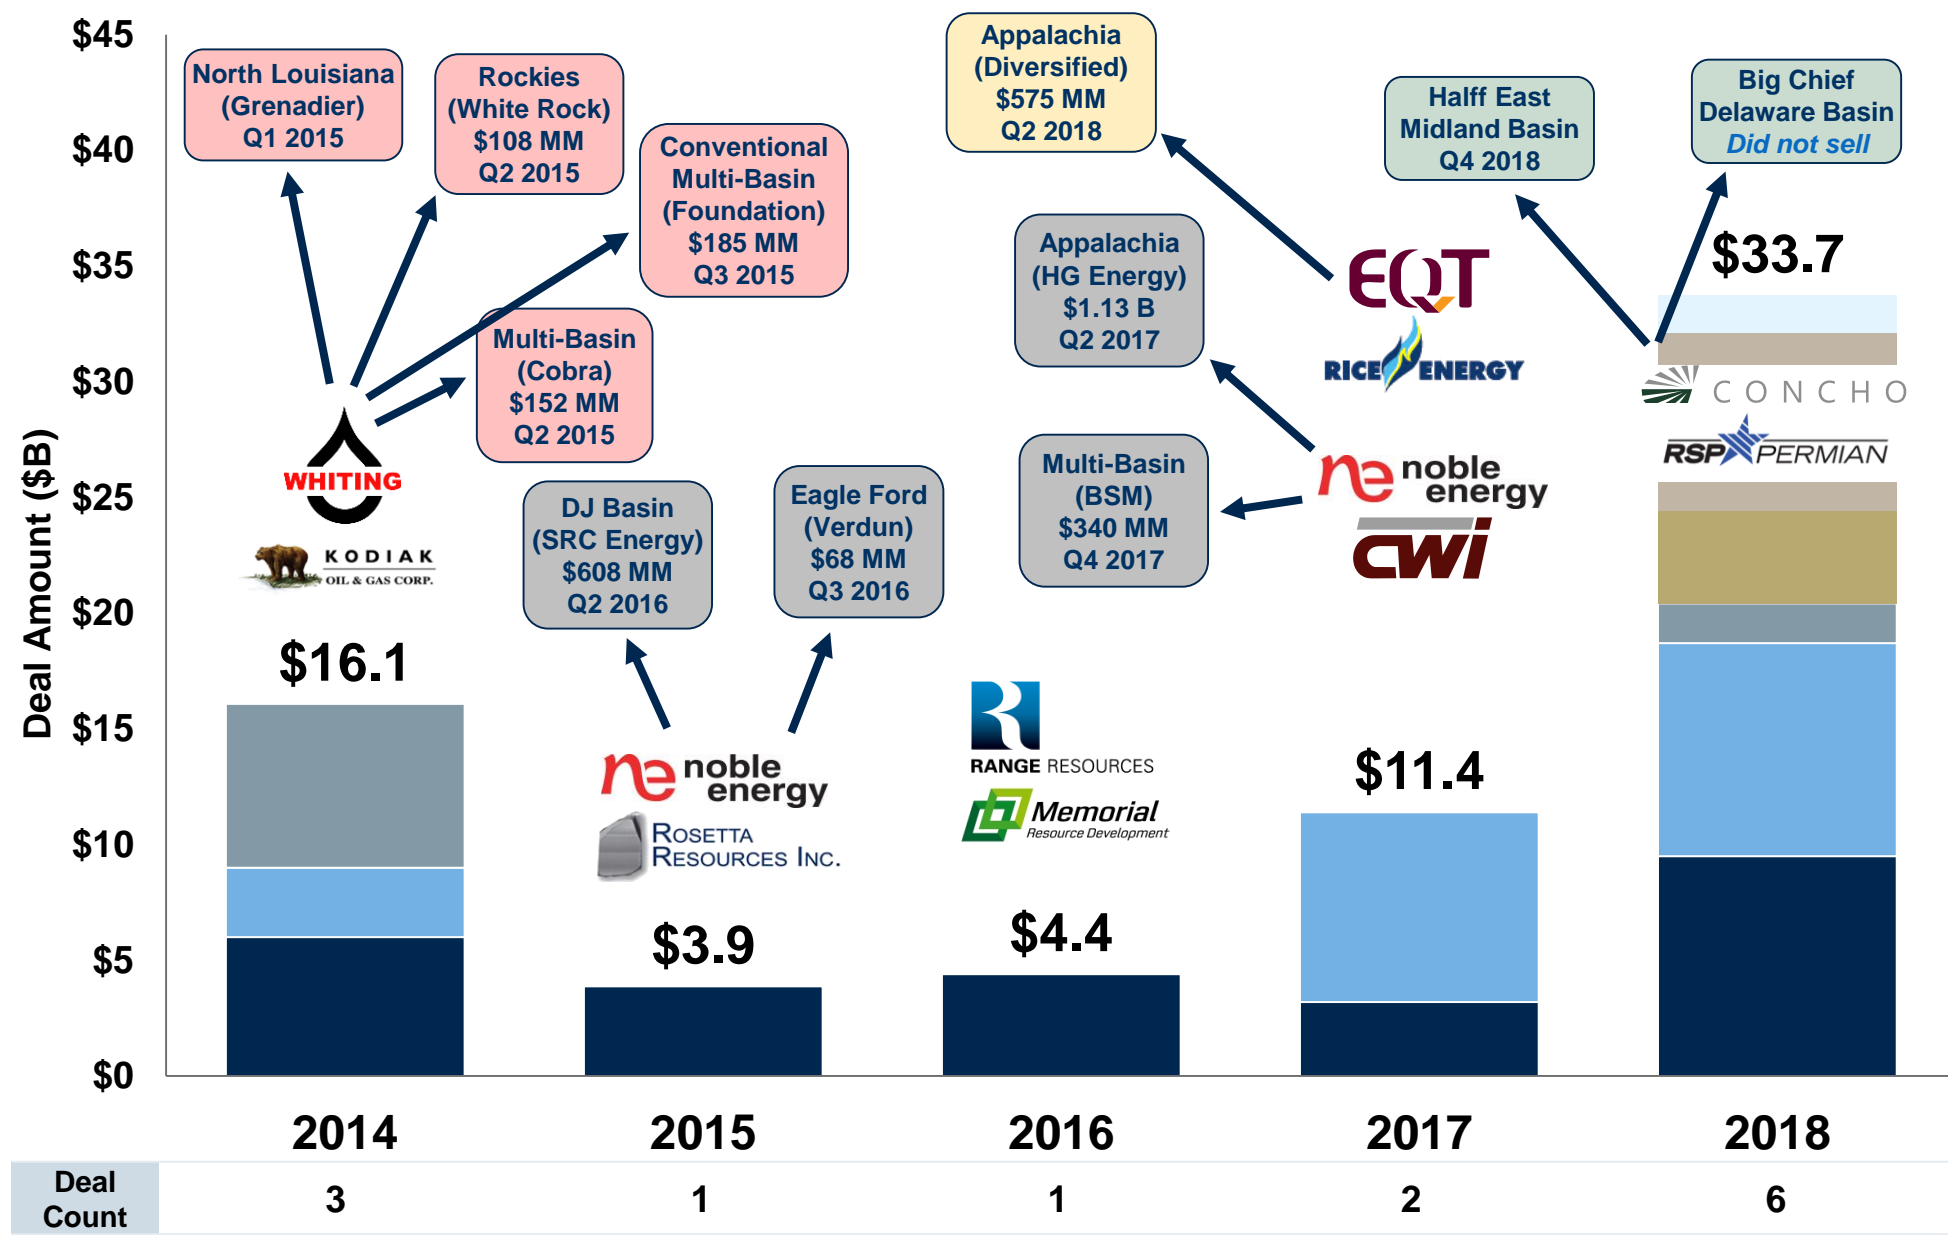 Deal Amount ($B)
$45
$40
$35
$30
$25
$20
$15
$10
$5
$0
North Louisiana
(Grenadier)
Q1 2015
Rockies
(White Rock)
$108 MM
Q2 2015
Conventional
Multi-Basin
(Foundation)
$185 MM
Q3 2015
Multi-Basin
(Cobra)
$152 MM
Q2 2015
WHITING
KODIAK
OIL & GAS CORP.
$16.1
DJ Basin
(SRC Energy)
$608 MM
Q2 2016
Eagle Ford
(Verdun)
$68 MM
Q3 2016
noble
energy
ROSETTA
RESOURCES INC.
$3.9
RANGE RESOURCES
Memorial
Resource Development
$4.4
Appalachia
(Diversified)
$575 MM
Q2 2018
Appalachia
(HG Energy)
$1.13 B
Q2 2017
Multi-Basin
(BSM)
$340 MM
Q4 2017
EQT
RICE ENERGY
noble
energy
CWi
$11.4
Halff East
Midland Basin
Q4 2018
Big Chief
Delaware Basin
Did not sell
$33.7
CONCHO
RSP PERMIAN
2014 2015 2016 2017 2018
Deal
Count
3 1 1 2 6